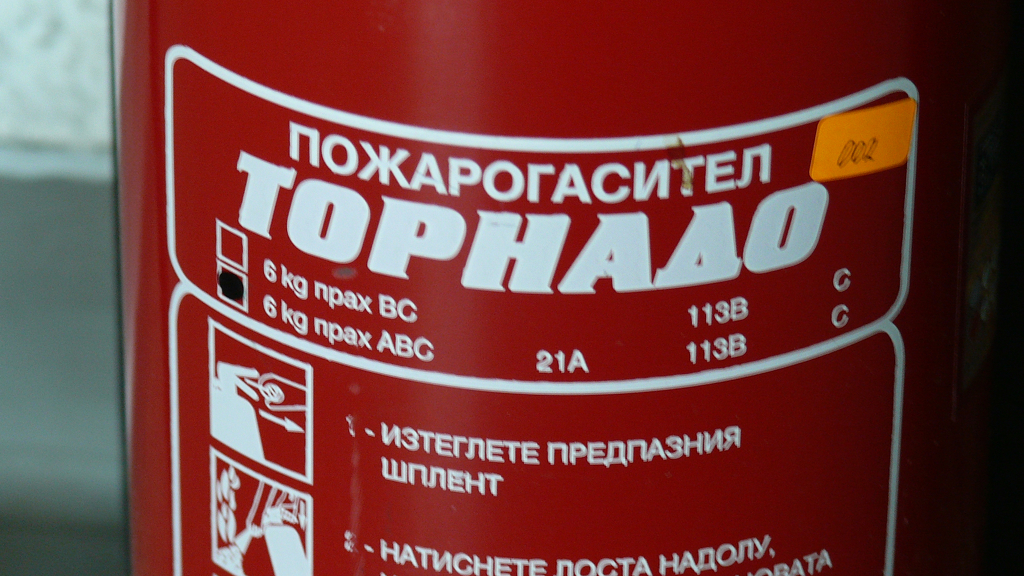 ПОЖАРОГАСИТЕЛ
002
ТОРНАДО
6 kg прах BC 113B C
6 kg прах ABC 21A 113B C
1 - ИЗТЕГЛЕТЕ ПРЕДПАЗНИЯ
ШПЛЕНТ
2 - НАТИСНЕТЕ ЛОСТА НАДОЛУ,